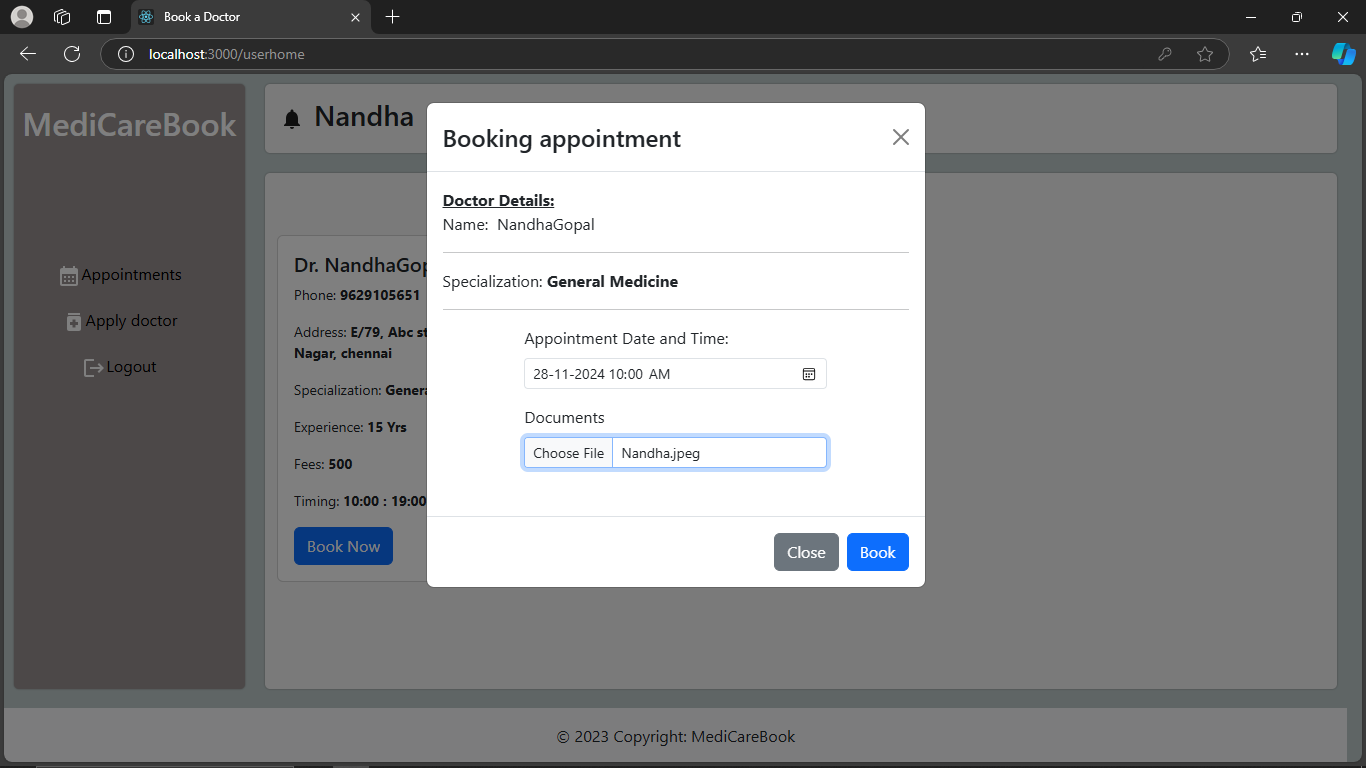 Book a Doctor
localhost:3000/userhome
MediCareBook
Appointments
Apply doctor
Logout
Nandha
Dr. NandhaGop
Phone: 9629105651
Address: E/79, Abc st
Nagar, chennai
Specialization: Genera
Experience: 15 Yrs
Fees: 500
Timing: 10:00 : 19:00
Book Now
Booking appointment
Doctor Details:
Name: NandhaGopal
Specialization: General Medicine
Appointment Date and Time:
28-11-2024 10:00 AM
Documents
Choose File Nandha.jpeg
Close Book
© 2023 Copyright: MediCareBook